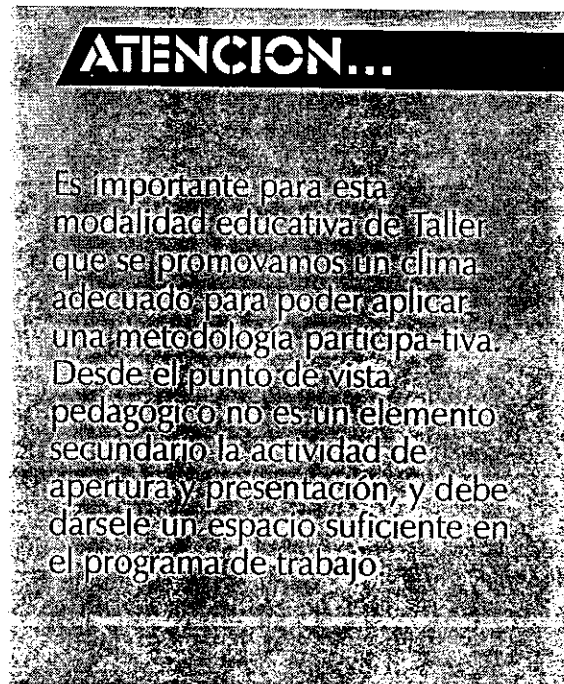 ATENCION...
Es importante para esta
modalidad educativa de Taller
que se promovamos un clima
adecuado para poder aplicar
una metodología participa-tiva.
Desde el punto de vista
pedagógico no es un elemento
secundario la actividad de
apertura y presentación, y debe
darsele un espacio suficiente en
el programa de trabajo.